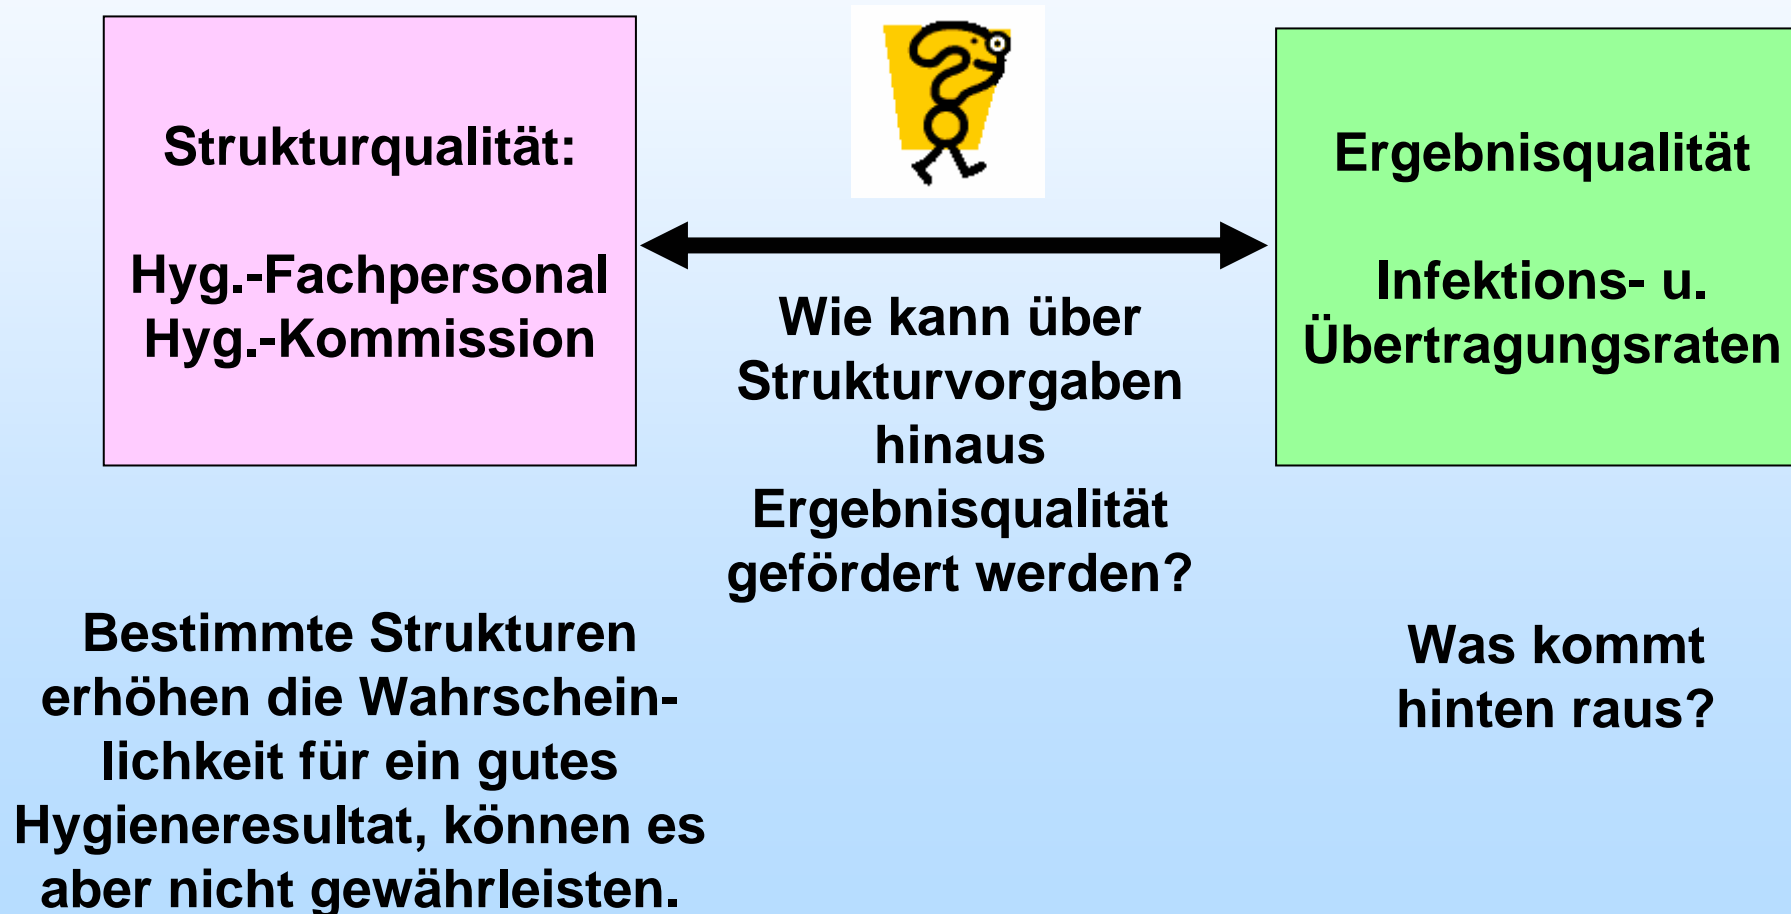 Strukturqualität:
Hyg.-Fachpersonal
Hyg.-Kommission
Bestimmte Strukturen
erhöhen die Wahrschein-
lichkeit für ein gutes
Hygieneresultat, können es
aber nicht gewährleisten.
Wie kann über
Strukturvorgaben
hinaus
Ergebnisqualität
gefördert werden?
Ergebnisqualität
Infektions- u.
Übertragungsraten
Was kommt
hinten raus?